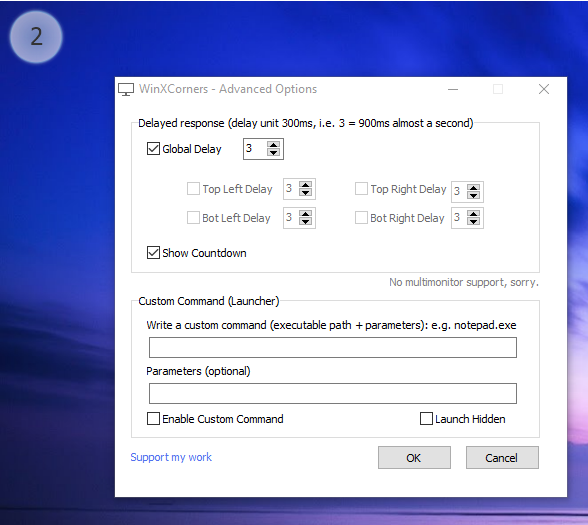 2
WinXCorners - Advanced Options
Delayed response (delay unit 300ms, i.e. 3 = 900ms almost a second)
Global Delay 3
Top Left Delay 3 Top Right Delay 3
Bot Left Delay 3 Bot Right Delay 3
Show Countdown
No multimonitor support, sorry.
Custom Command (Launcher)
Write a custom command (executable path + parameters): e.g. notepad.exe
Parameters (optional)
Enable Custom Command Launch Hidden
Support my work OK Cancel